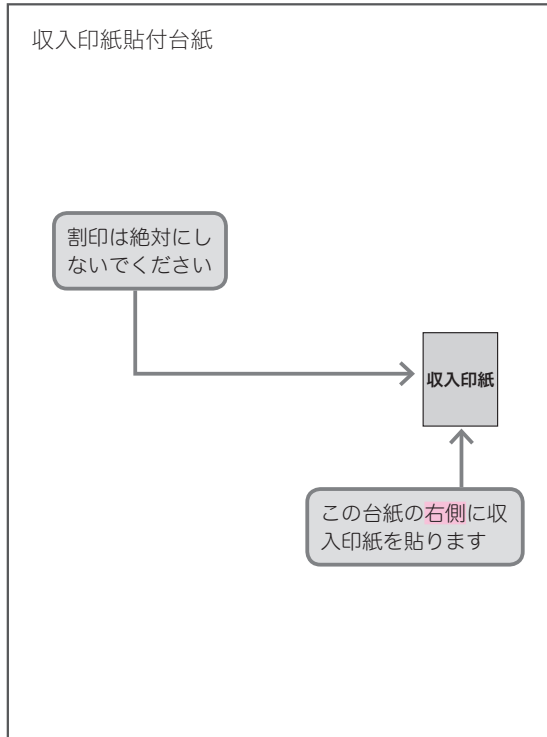 収入印紙貼付台紙
割印は絶対にし
ないでください
収入印紙
この台紙の右側に収
入印紙を貼ります